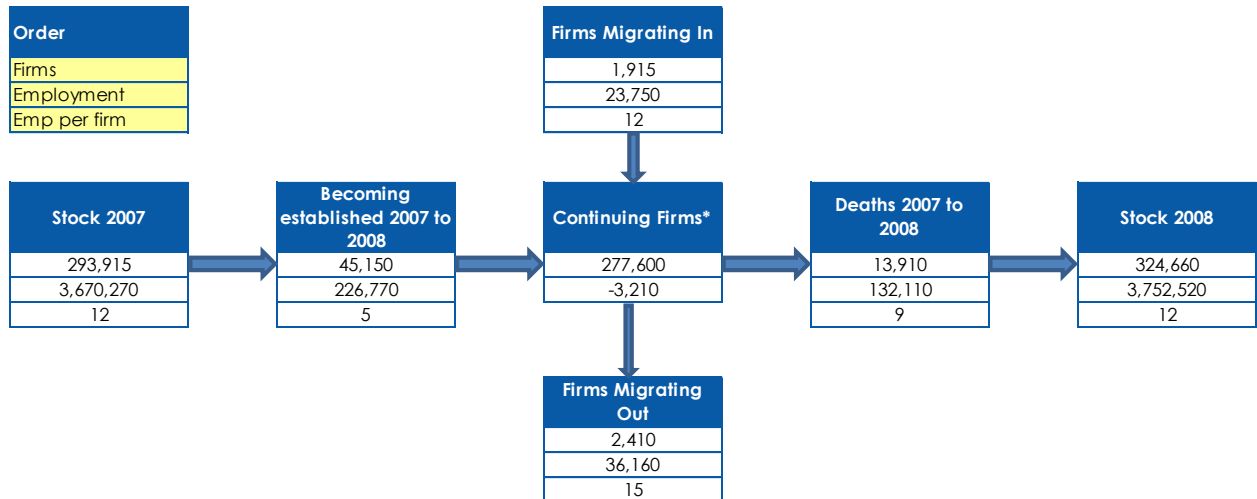 Order
Firms
Employment
Emp per firm
Firms Migrating In
1,915
23,750
12
Stock 2007
293,915
3,670,270
12
Becoming
established 2007 to
2008
45,150
226,770
5
Continuing Firms*
277,600
-3,210
Deaths 2007 to
2008
13,910
132,110
9
Stock 2008
324,660
3,752,520
12
Firms Migrating
Out
2,410
36,160
15